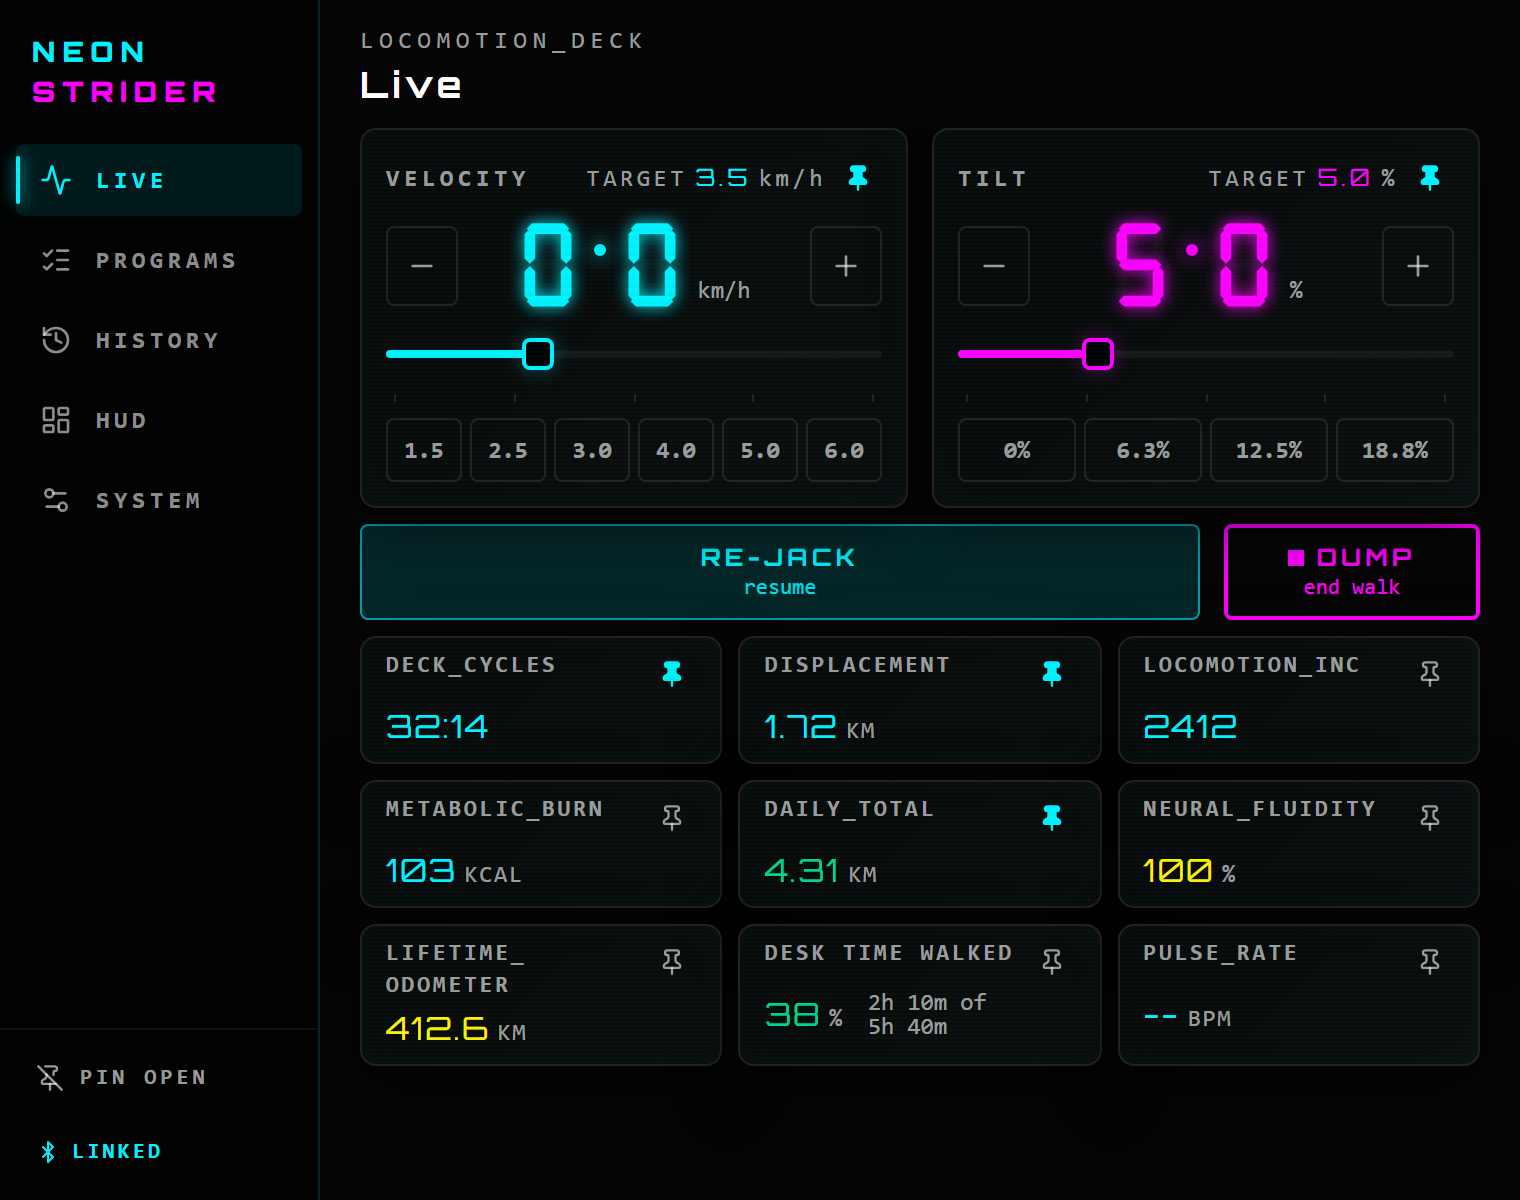 NEON
STRIDER
LIVE
PROGRAMS
HISTORY
HUD
SYSTEM
PIN OPEN
LINKED
LOCOMOTION_DECK
Live
VELOCITY TARGET 3.5 km/h
0.0 km/h
1.5 2.5 3.0 4.0 5.0 6.0
TILT TARGET 5.0 %
5.0 %
0% 6.3% 12.5% 18.8%
RE-JACK
resume
DUMP
end walk
DECK_CYCLES
32:14
DISPLACEMENT
1.72 KM
LOCOMOTION_INC
2412
METABOLIC_BURN
103 KCAL
DAILY_TOTAL
4.31 KM
NEURAL_FLUIDITY
100 %
LIFETIME_
ODOMETER
412.6 KM
DESK TIME WALKED
38 % 2h 10m of
5h 40m
PULSE_RATE
-- BPM